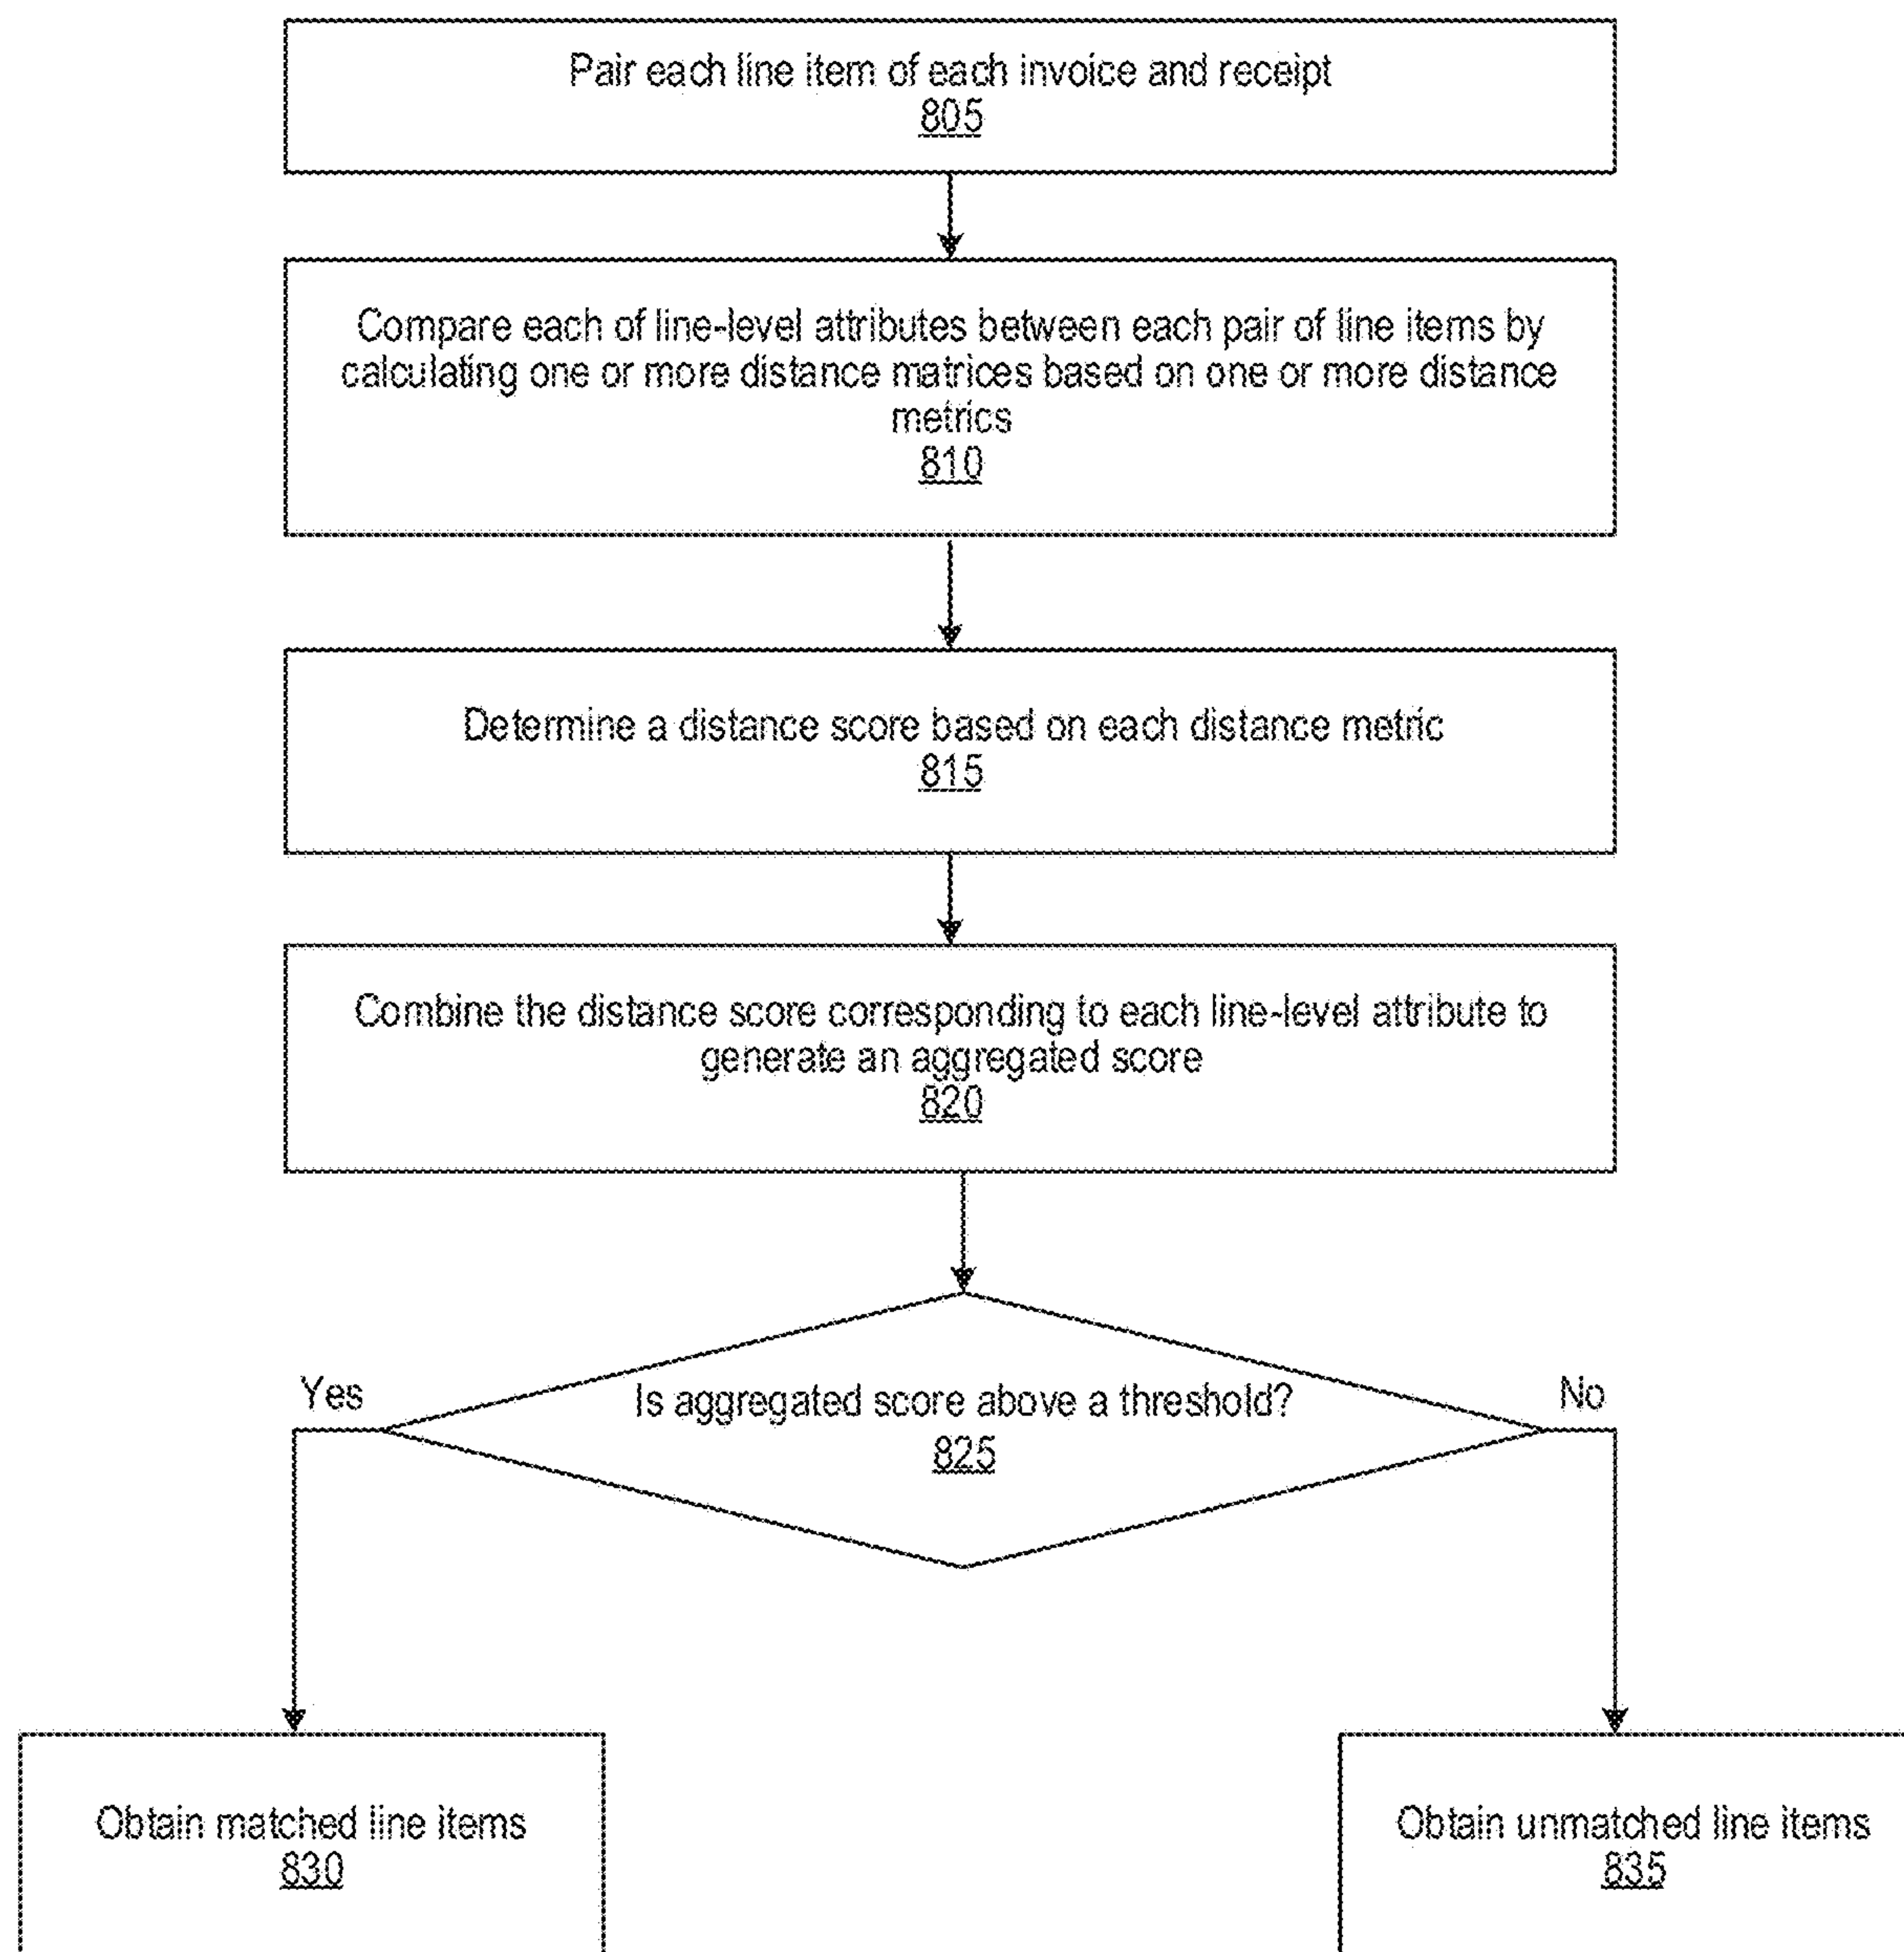 Pair each line item of each invoice and receipt
805
Compare each of line-level attributes between each pair of line items by
calculating one or more distance matrices based on one or more distance
metrics
810
Determine a distance score based on each distance metric
815
Combine the distance score corresponding to each line-level attribute to
generate an aggregated score
820
Yes
Is aggregated score above a threshold?
No
825
Obtain matched line items
830
Obtain unmatched line items
835